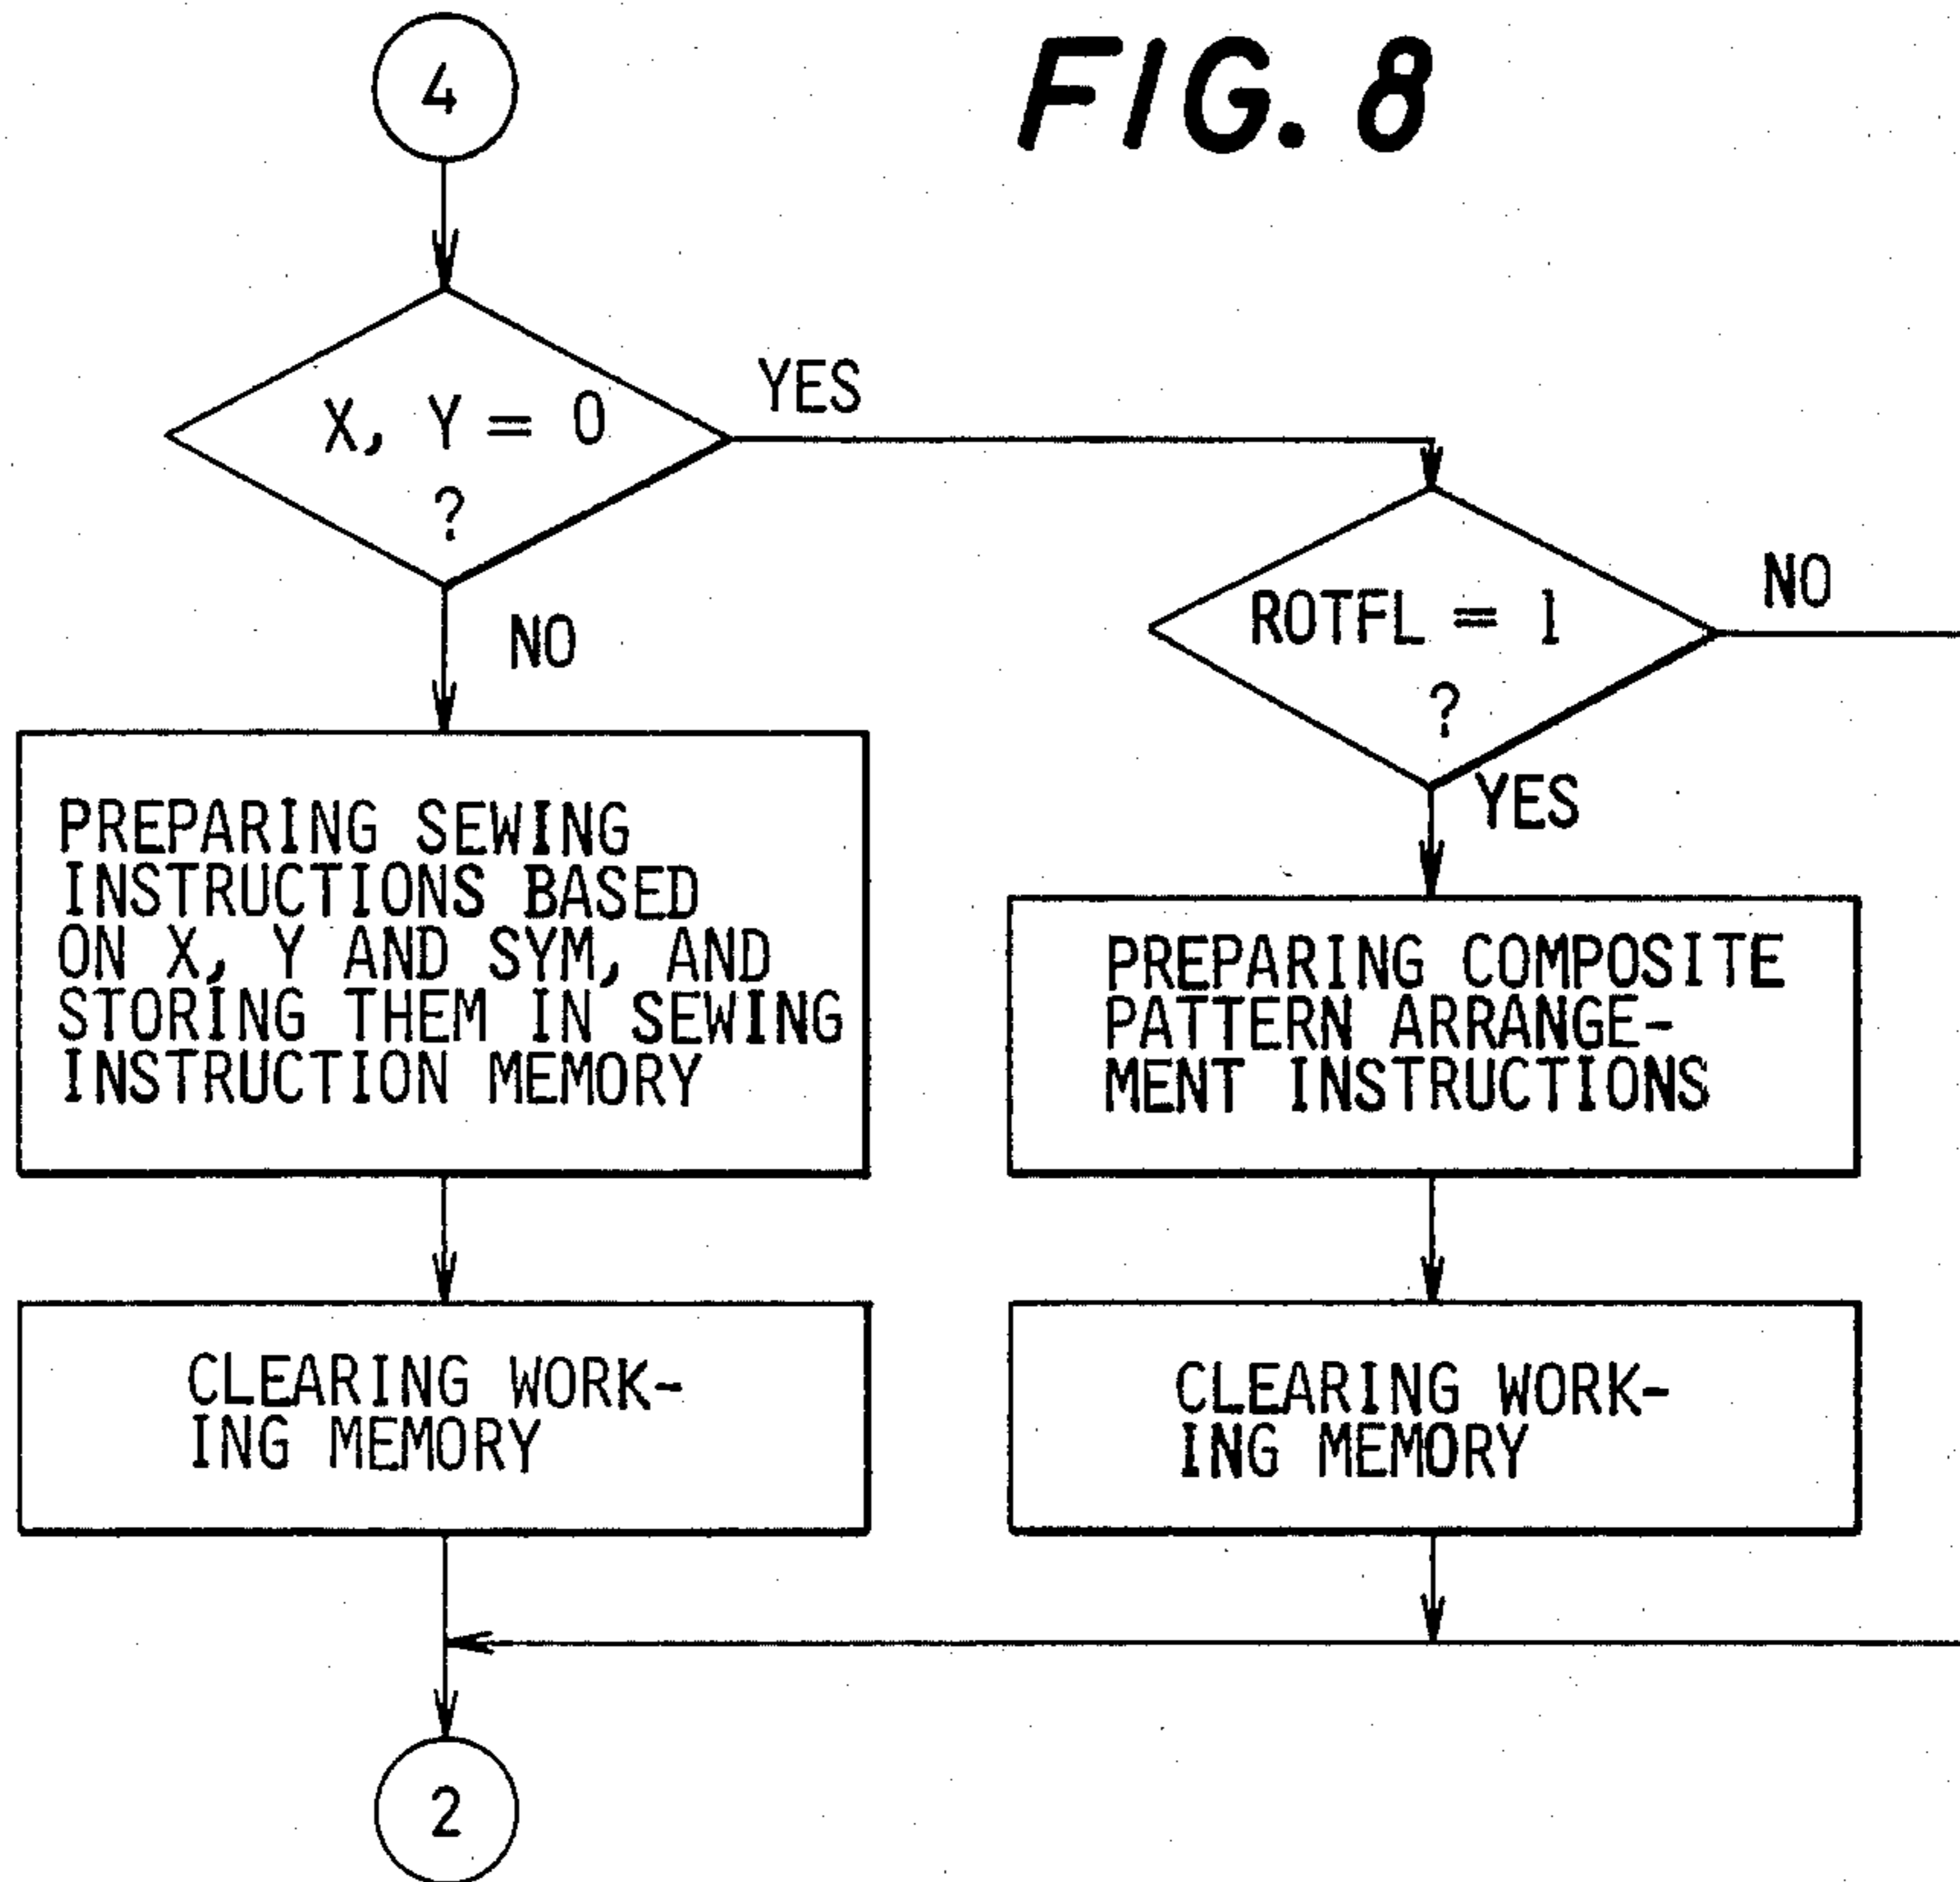 FIG. 8
4
X, Y = 0
?
YES
NO
ROTFL = 1
?
NO
YES
PREPARING SEWING
INSTRUCTIONS BASED
ON X, Y AND SYM, AND
STORING THEM IN SEWING
INSTRUCTION MEMORY
PREPARING COMPOSITE
PATTERN ARRANGE-
MENT INSTRUCTIONS
CLEARING WORK-
ING MEMORY
CLEARING WORK-
ING MEMORY
2